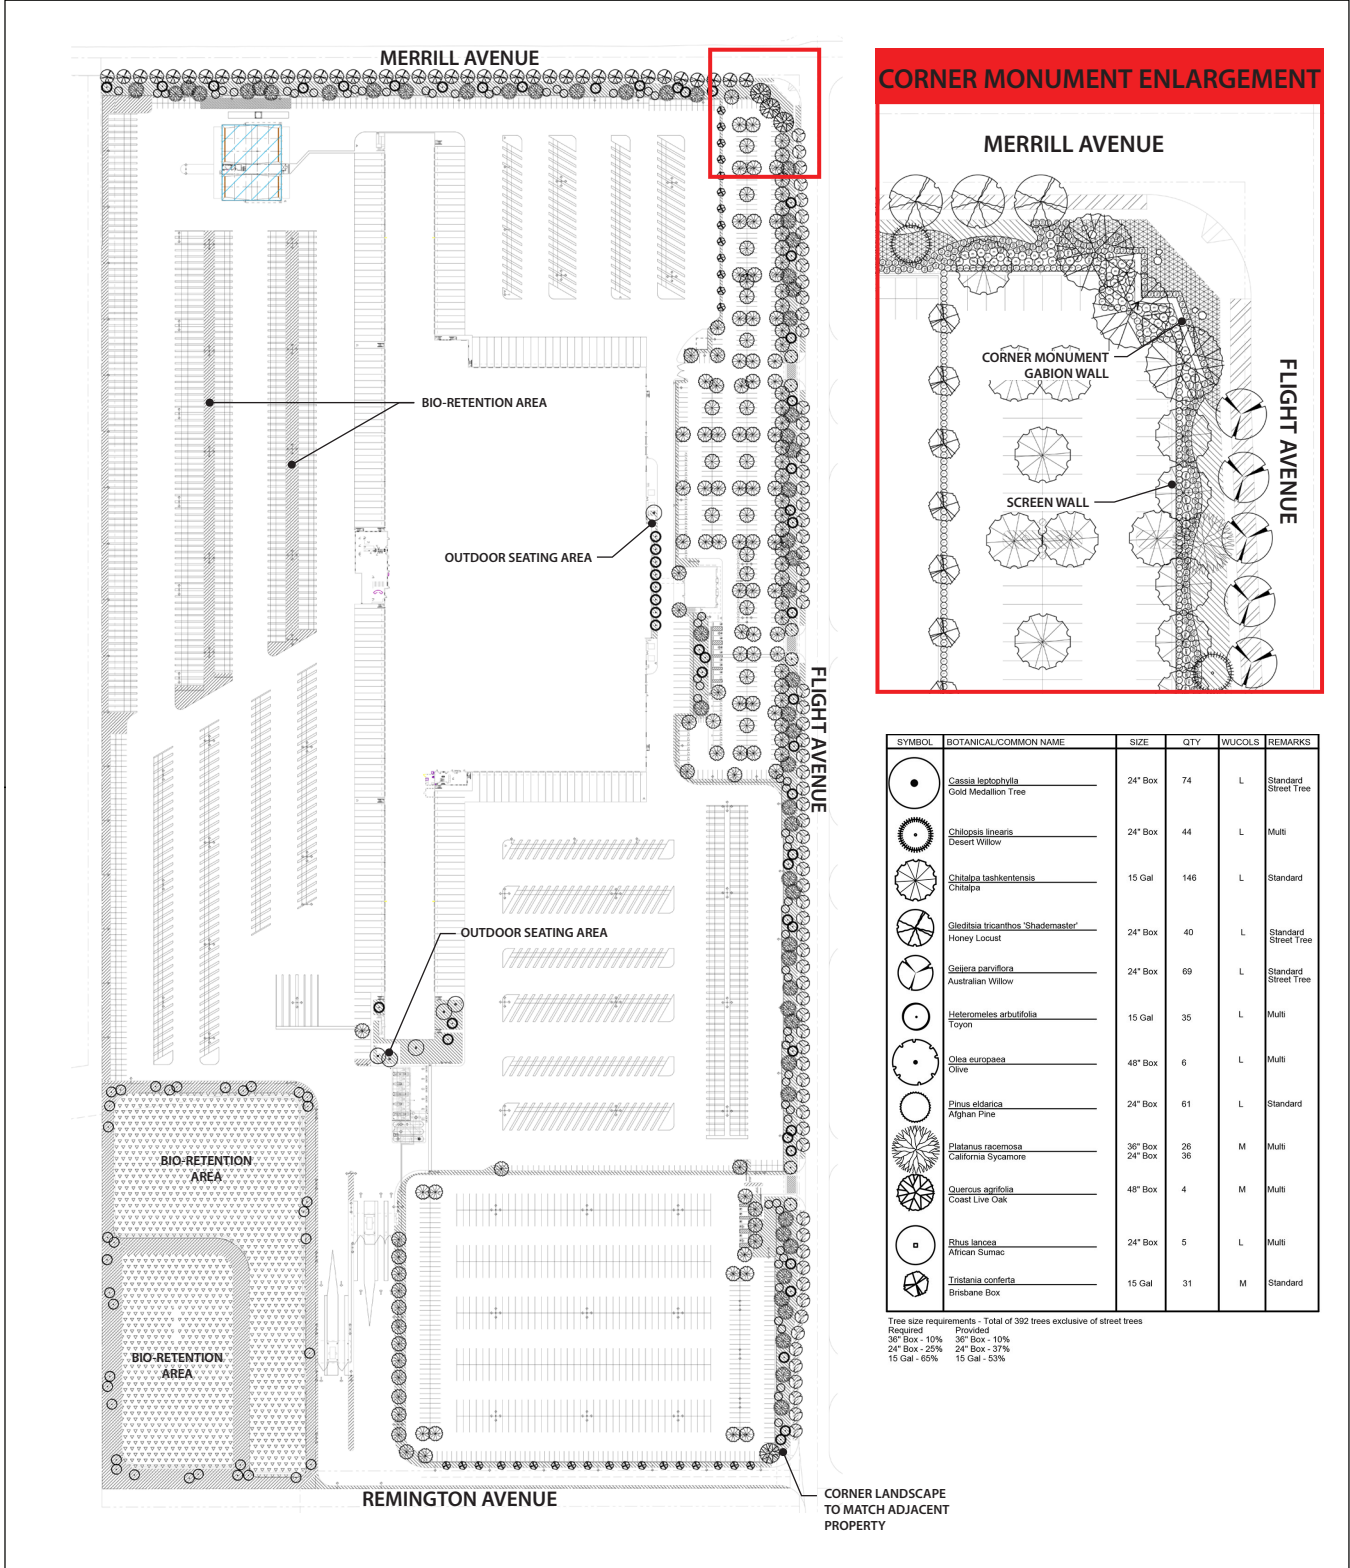 MERRILL AVENUE
BIO-RETENTION AREA
OUTDOOR SEATING AREA
FLIGHT AVENUE
OUTDOOR SEATING AREA
BIO-RETENTION
AREA
BIO-RETENTION
AREA
REMINGTON AVENUE
CORNER LANDSCAPE
TO MATCH ADJACENT
PROPERTY
CORNER MONUMENT ENLARGEMENT
MERRILL AVENUE
CORNER MONUMENT
GABION WALL
FLIGHT AVENUE
SCREEN WALL
SYMBOL BOTANICAL/COMMON NAME SIZE QTY WUCOLS REMARKS
Cassia leptophylla 24" Box 74 L Standard
Gold Medallion Tree Street Tree
Chilopsis linearis 24" Box 44 L Multi
Desert Willow
Chitalpa tashkentensis 15 Gal 146 L Standard
Chitalpa
Gleditsia tricanthos 'Shademaster' 24" Box 40 L Standard
Honey Locust Street Tree
Geijera parviflora 24" Box 69 L Standard
Australian Willow Street Tree
Heteromeles arbutifolia 15 Gal 35 L Multi
Toyon
Olea europaea 48" Box 6 L Multi
Olive
Pinus eldarica 24" Box 61 L Standard
Afghan Pine
Platanus racemosa 36" Box 26 M Multi
California Sycamore 24" Box 36
Quercus agrifolia 48" Box 4 M Multi
Coast Live Oak
Rhus lancea 24" Box 5 L Multi
African Sumac
Tristania conferta 15 Gal 31 M Standard
Brisbane Box
Tree size requirements - Total of 392 trees exclusive of street trees
Required Provided
36" Box - 10% 36" Box - 10%
24" Box - 25% 24" Box - 37%
15 Gal - 65% 15 Gal - 53%